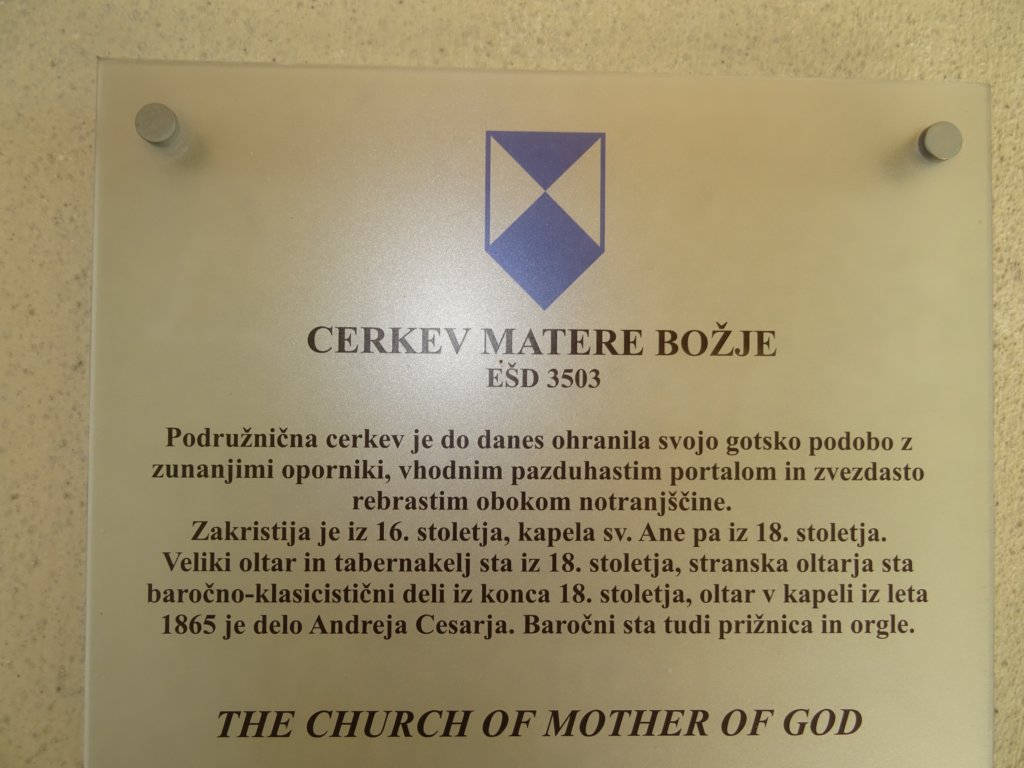 CERKEV MATERE BOŽJE
EŠD 3503
Podružnična cerkev je do danes ohranila svojo gotsko podobo z
zunanjimi oporniki, vhodnim pazduhastim portalom in zvezdasto
rebrastim obokom notranjščine.
Zakristija je iz 16. stoletja, kapela sv. Ane pa iz 18. stoletja.
Veliki oltar in tabernakelj sta iz 18. stoletja, stranska oltarja sta
baročno-klasicistični deli iz konca 18. stoletja, oltar v kapeli iz leta
1865 je delo Andreja Cesarja. Baročni sta tudi prižnica in orgle.
THE CHURCH OF MOTHER OF GOD